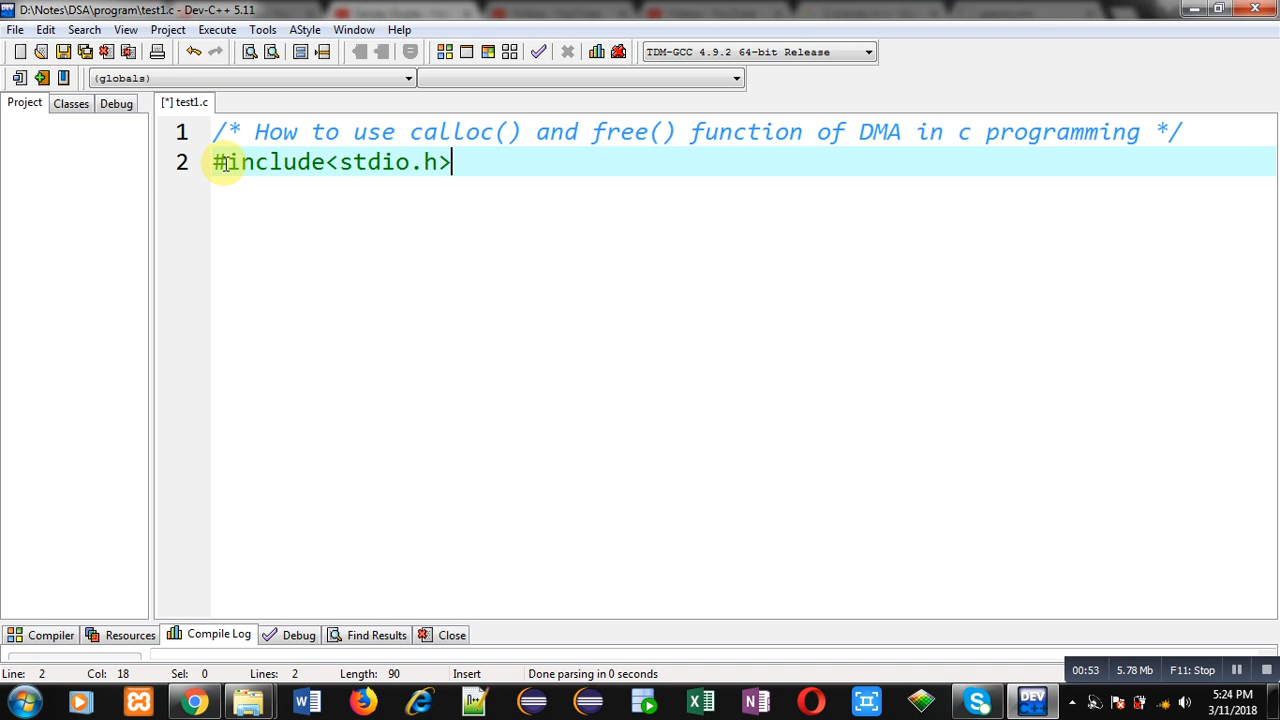 D:\Notes\DSA\program\test1.c - Dev-C++ 5.11
File Edit Search View Project Execute Tools AStyle Window Help
TDM-GCC 4.9.2 64-bit Release
(globals)
Project Classes Debug
[*] test1.c
1 /* How to use calloc() and free() function of DMA in c programming */
2 #include<stdio.h>
Compiler Resources Compile Log Debug Find Results Close
Line: 2 Col: 18 Sel: 0 Lines: 2 Length: 90 Insert Done parsing in 0 seconds
00:53 5.78 Mb F11: Stop
DEV
5:24 PM
3/11/2018